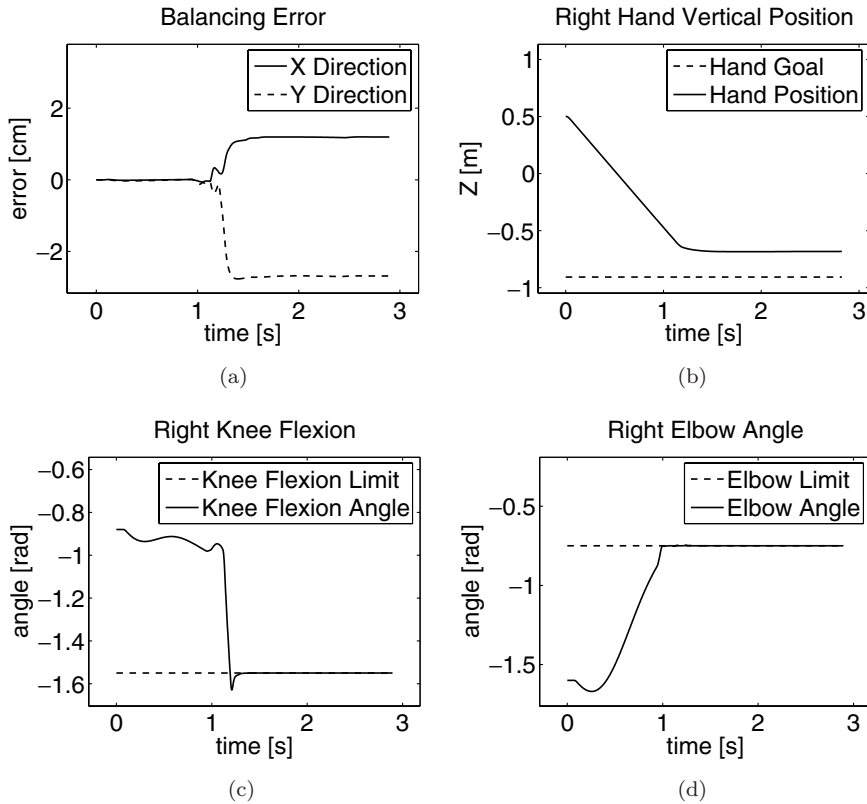 Balancing Error
X Direction
Y Direction
2
0
−2
error [cm]
0 1 2 3
time [s]
(a)
Right Hand Vertical Position
Hand Goal
Hand Position
1
0.5
0
−0.5
−1
Z [m]
0 1 2 3
time [s]
(b)
Right Knee Flexion
Knee Flexion Limit
Knee Flexion Angle
−0.6
−0.8
−1
−1.2
−1.4
−1.6
angle [rad]
0 1 2 3
time [s]
(c)
Right Elbow Angle
Elbow Limit
Elbow Angle
−0.5
−1
−1.5
angle [rad]
0 1 2 3
time [s]
(d)